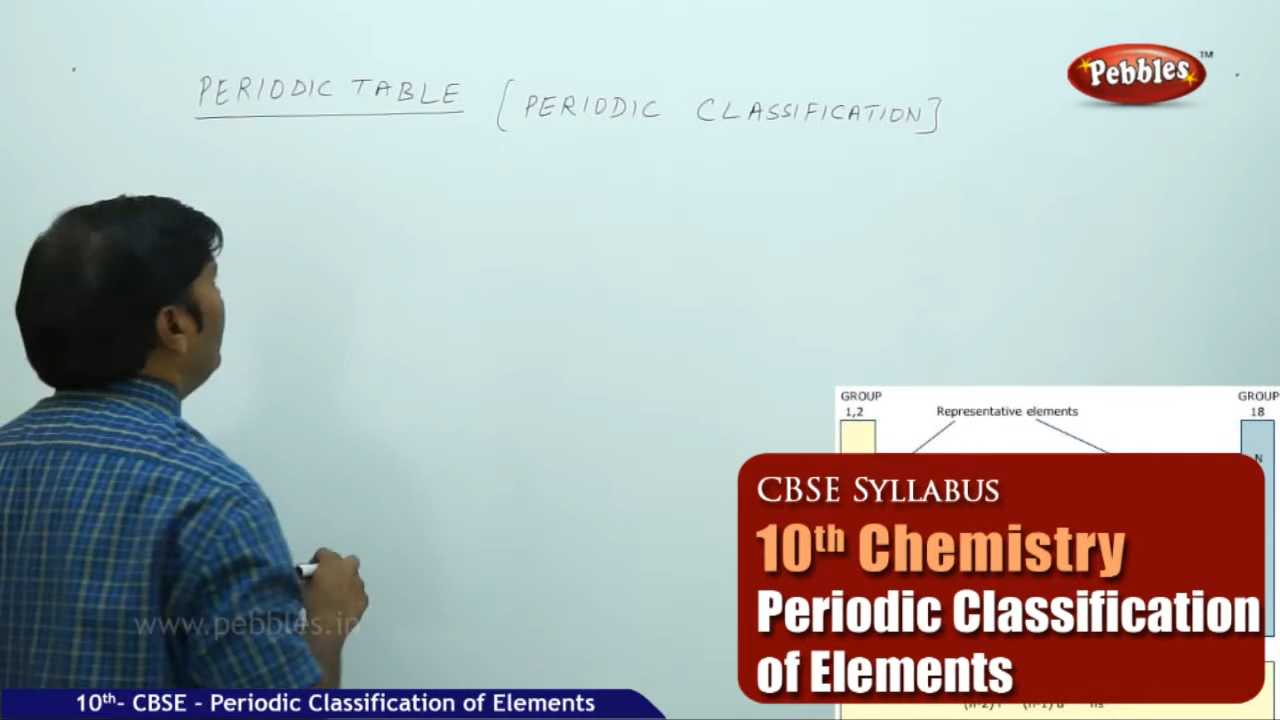 PERIODIC TABLE [PERIODIC CLASSIFICATION]
Pebbles™
GROUP
1,2
Representative elements
GROUP
18
N
CBSE Syllabus
10th Chemistry
Periodic Classification
of Elements
www.pebbles.in
10th- CBSE - Periodic Classification of Elements